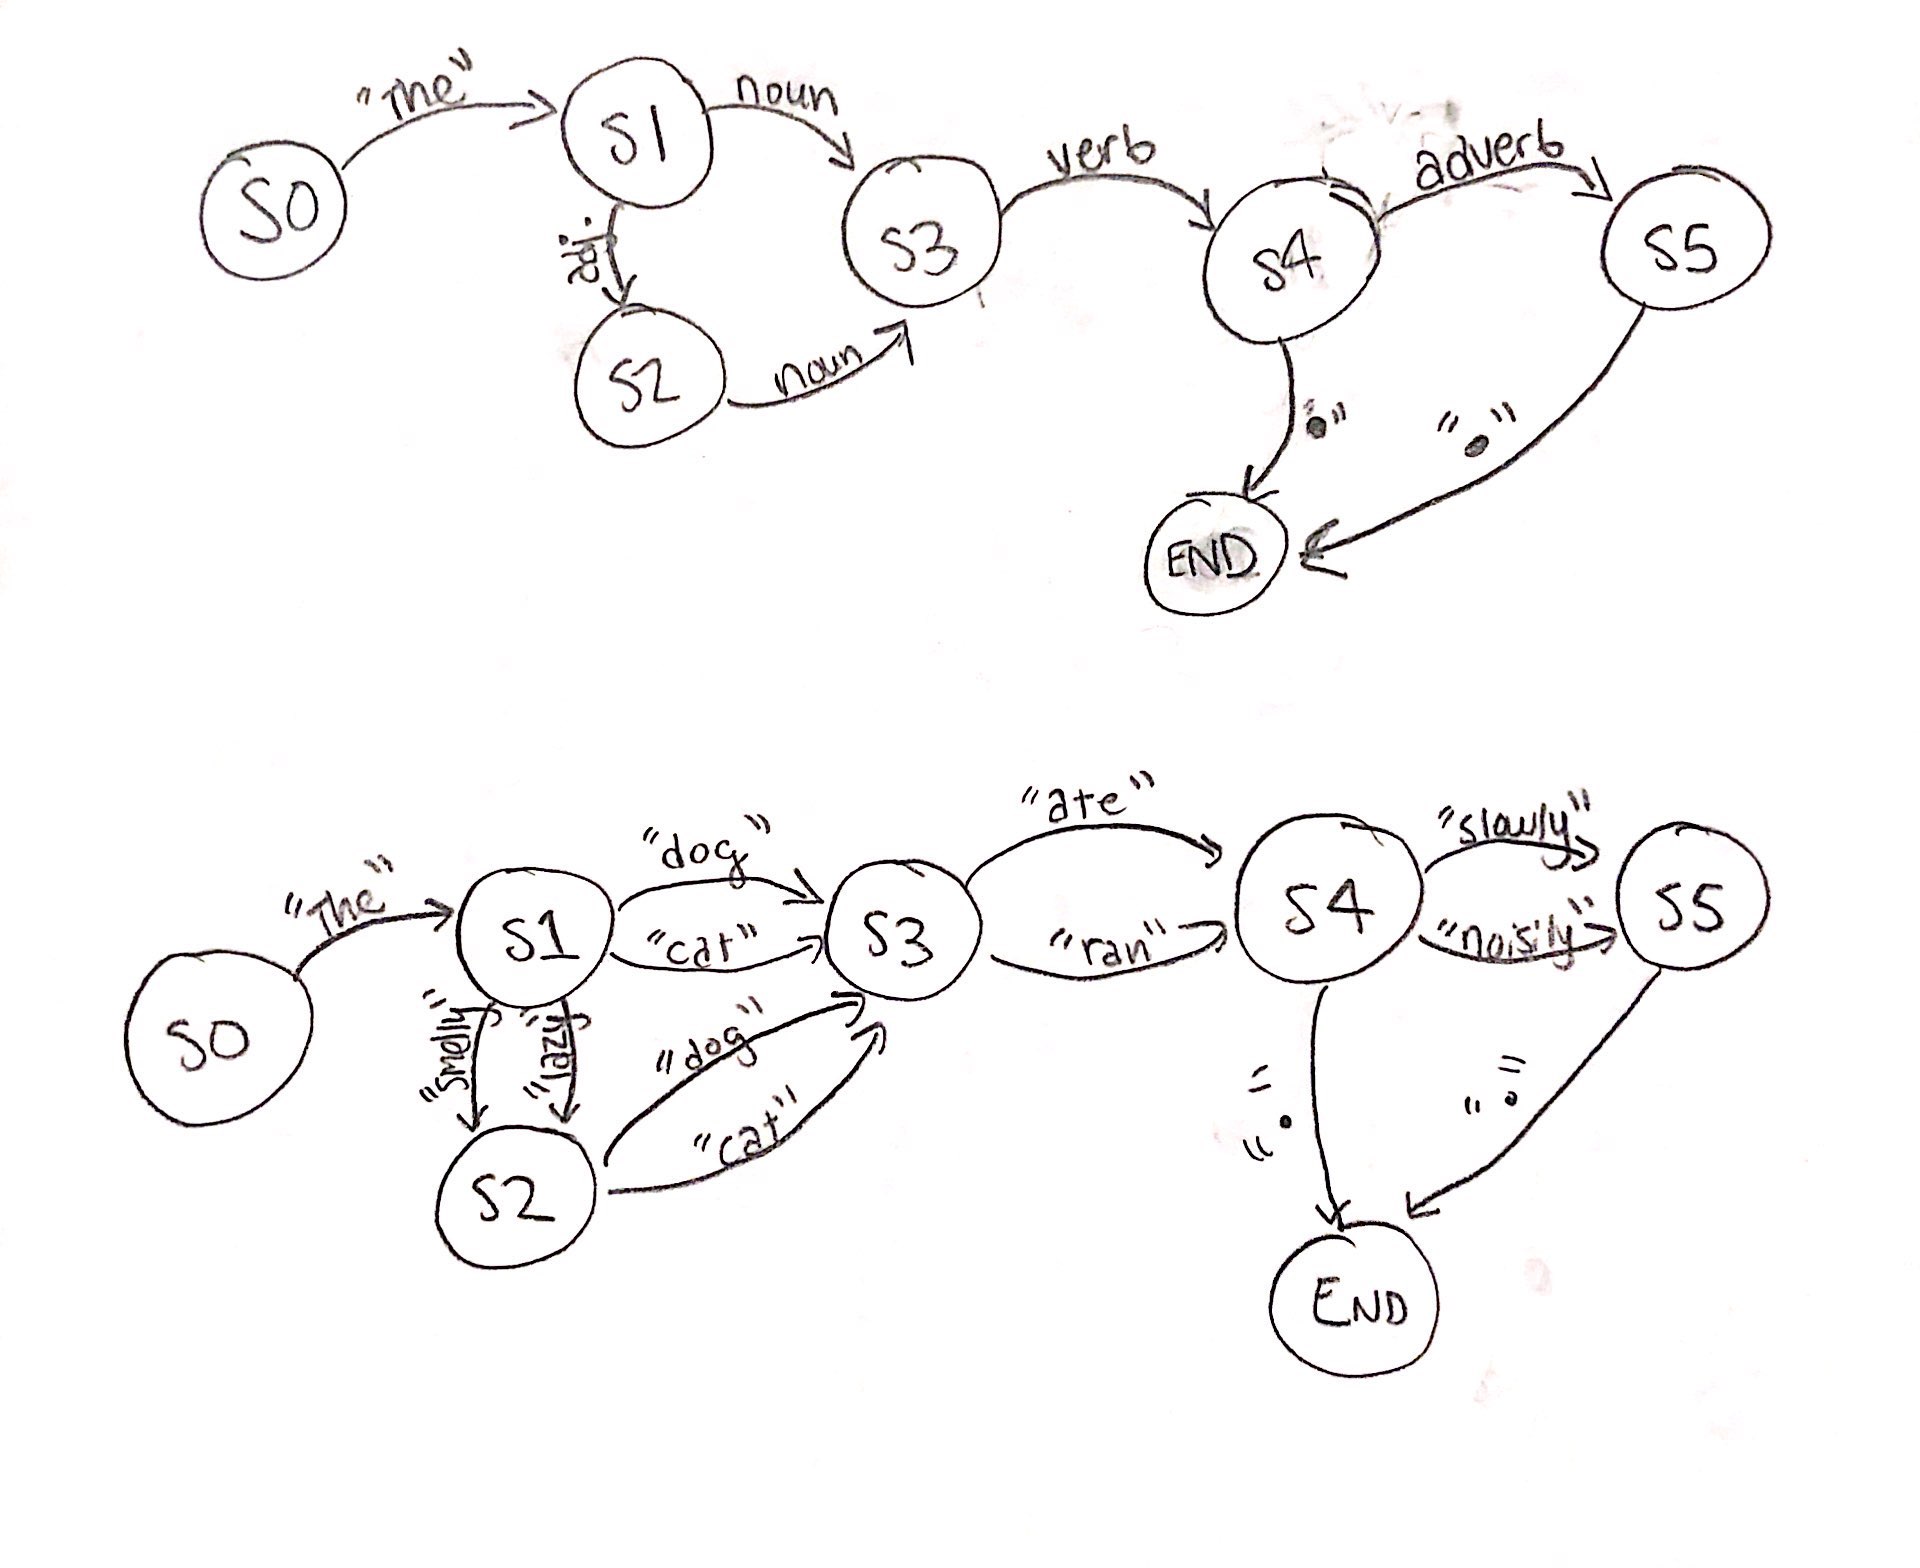 "The"
S0
S1
noun
adj.
S2
noun
S3
verb
S4
adverb
S5
"."
"."
END
"The"
S0
S1
"dog"
"cat"
"smelly"
"lazy"
S2
"dog"
"cat"
S3
"ate"
"ran"
S4
"slowly"
"noisily"
S5
"."
"."
END